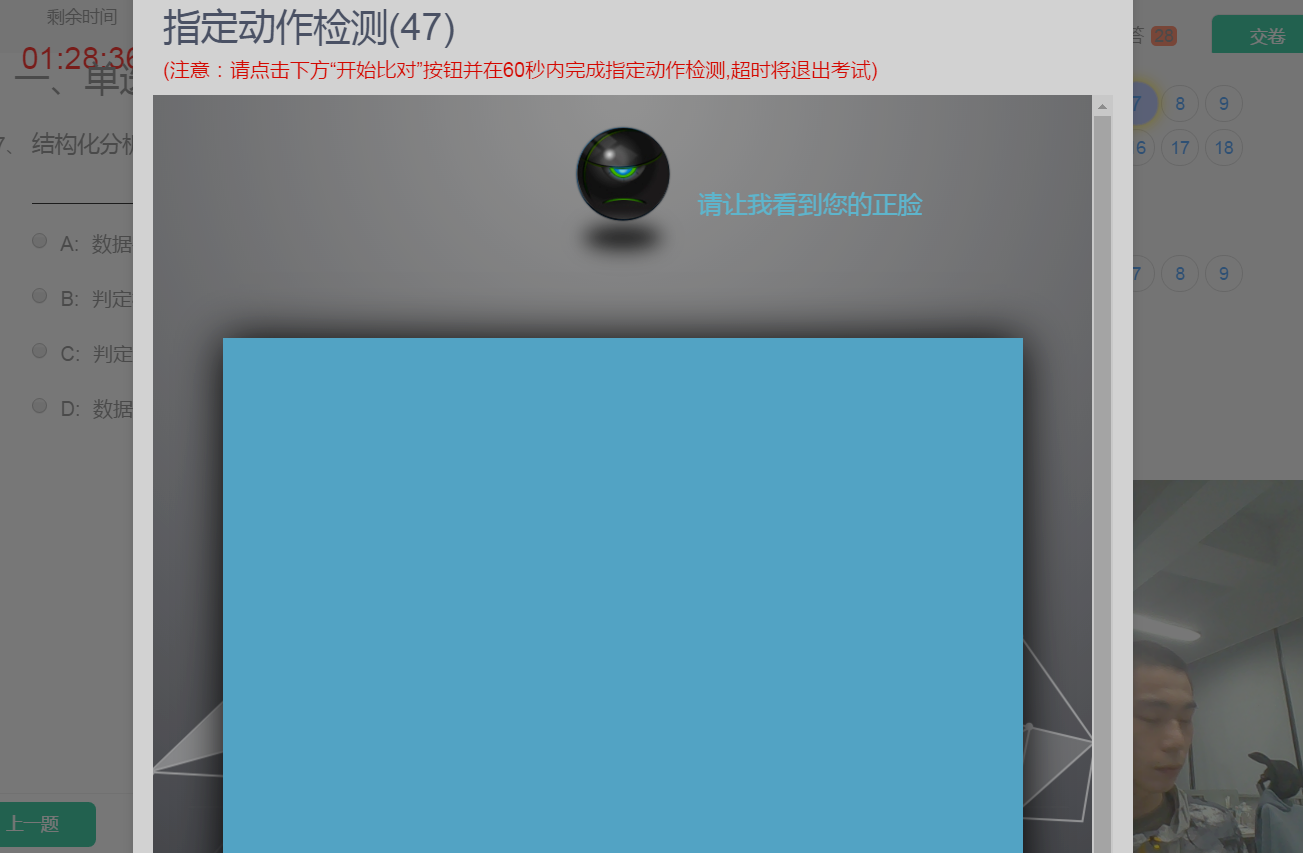 剩余时间
01:28:36
一、单选
指定动作检测(47)
(注意：请点击下方“开始比对”按钮并在60秒内完成指定动作检测,超时将退出考试)
请让我看到您的正脸
7、 结构化分析
A: 数据
B: 判定
C: 判定
D: 数据
上一题
答 28
交卷
7 8 9
16 17 18
7 8 9